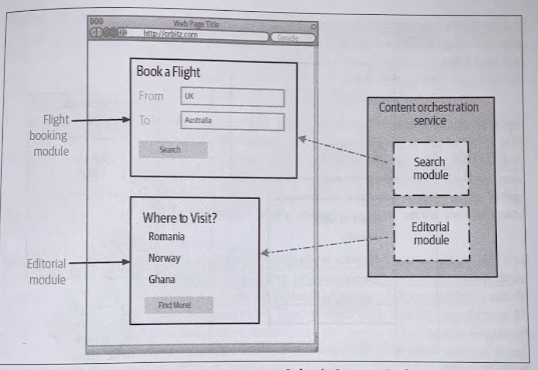 Web Page Title
http://orbitz.com
Google
Book a Flight
From
UK
To
Australia
Search
Flight
booking
module
Where to Visit?
Romania
Norway
Ghana
Find More!
Editorial
module
Content orchestration
service
Search
module
Editorial
module